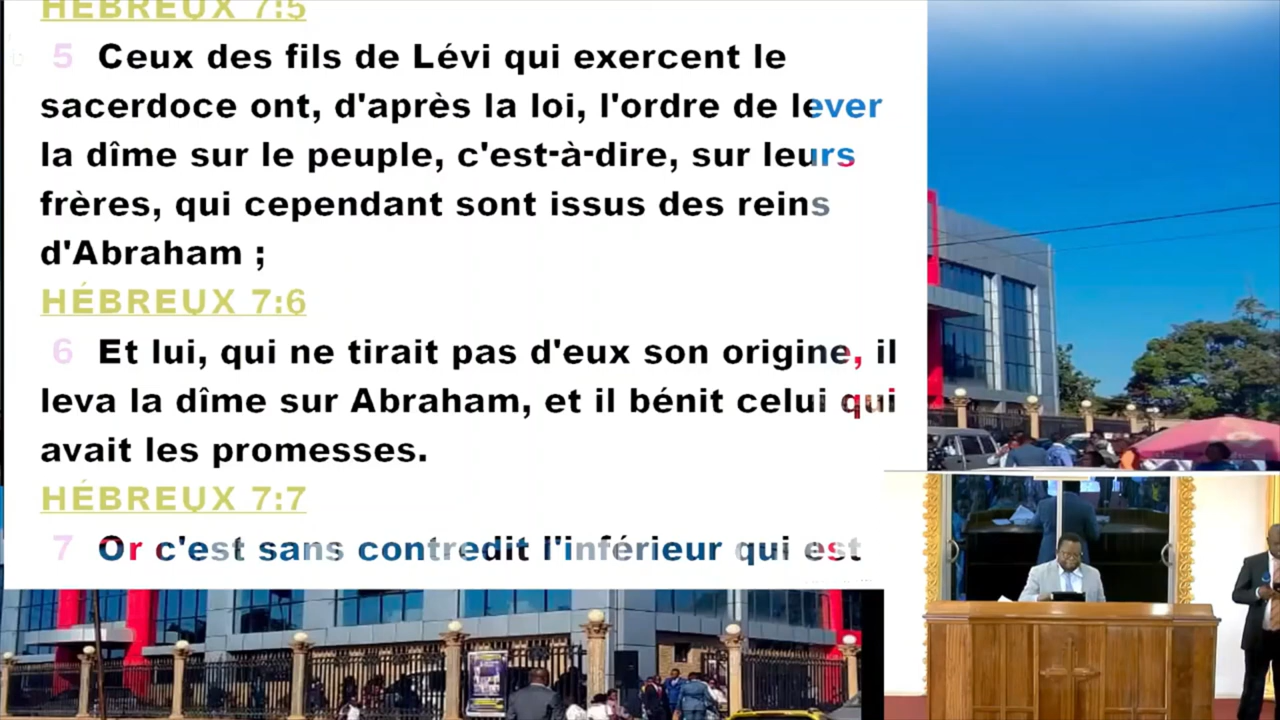 HÉBREUX 7:5
5 Ceux des fils de Lévi qui exercent le
sacerdoce ont, d'après la loi, l'ordre de lever
la dîme sur le peuple, c'est-à-dire, sur leurs
frères, qui cependant sont issus des reins
d'Abraham ;
HÉBREUX 7:6
6 Et lui, qui ne tirait pas d'eux son origine, il
leva la dîme sur Abraham, et il bénit celui qui
avait les promesses.
HÉBREUX 7:7
7 Or c'est sans contredit l'inférieur qui est